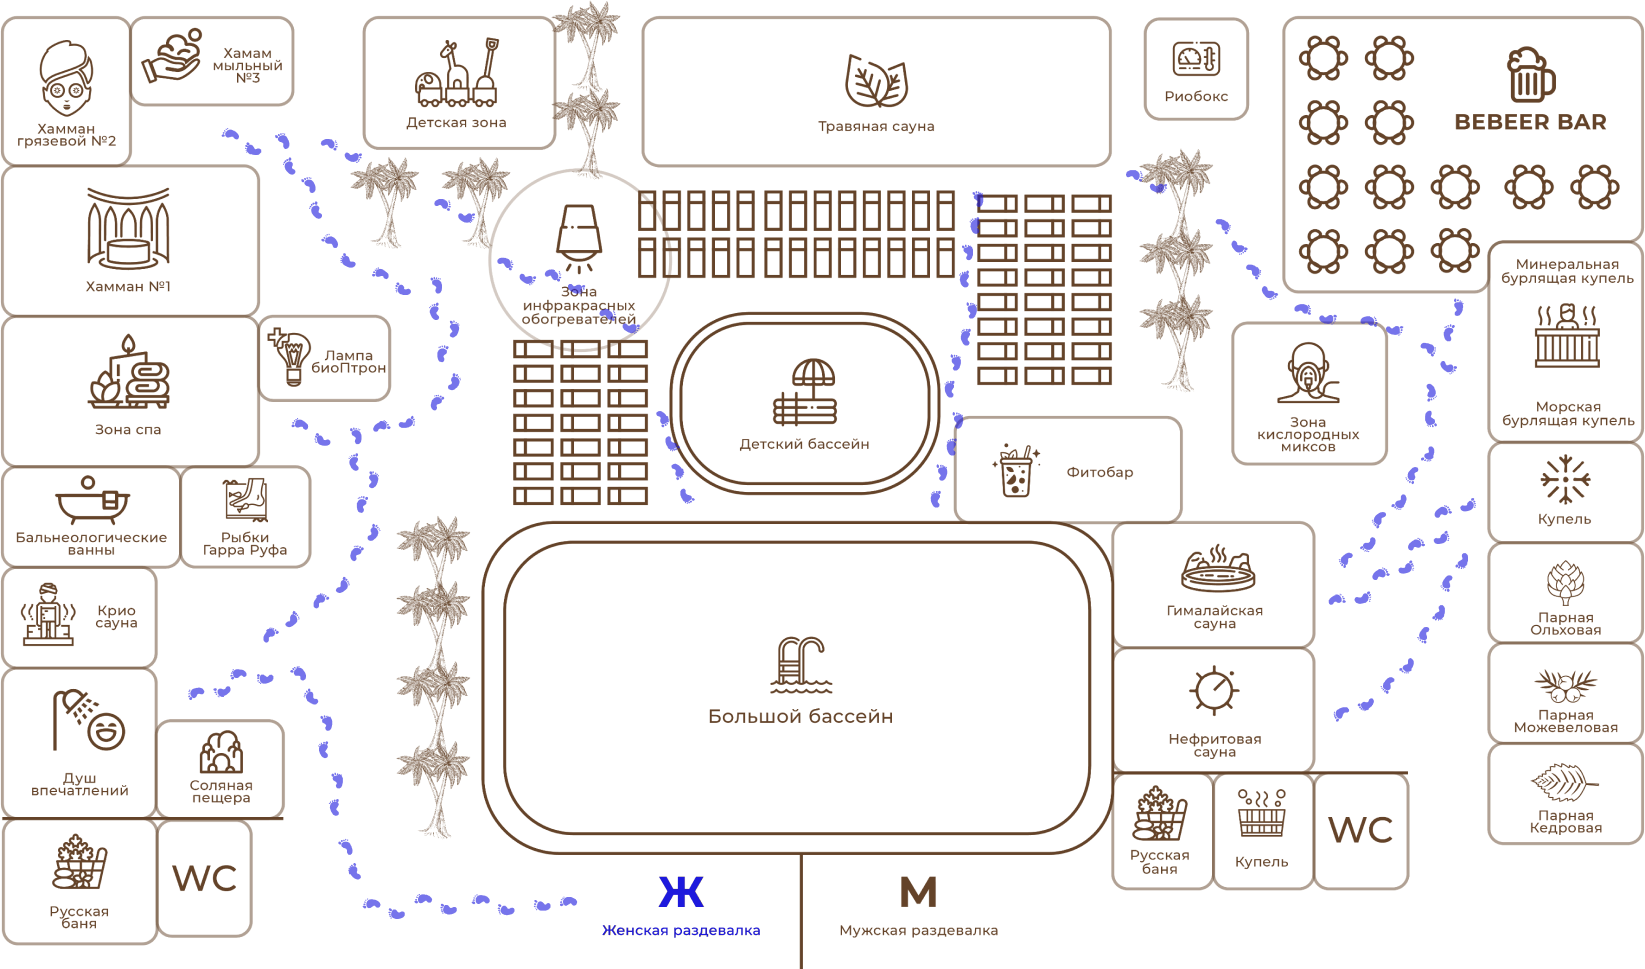 Хамман
грязевой №2
Хамам
мыльный
№3
Детская зона
Травяная сауна
Риобокс
BEBEER BAR
Хамман №1
Зона
инфракрасных
обогревателей
Минеральная
бурлящая купель
Морская
бурлящая купель
Лампа
биоПтрон
Зона спа
Детский бассейн
Зона
кислородных
миксов
Фитобар
Купель
Бальнеологические
ванны
Рыбки
Гарра Руфа
Крио
сауна
Гималайская
сауна
Парная
Ольховая
Большой бассейн
Нефритовая
сауна
Парная
Можевеловая
Душ
впечатлений
Соляная
пещера
Парная
Кедровая
Русская
баня
WC
Ж
Женская раздевалка
М
Мужская раздевалка
Русская
баня
Купель
WC